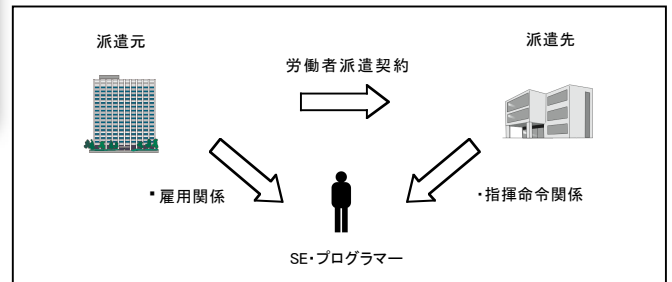 派遣元
派遣先
労働者派遣契約
・雇用関係
・指揮命令関係
SE・プログラマー